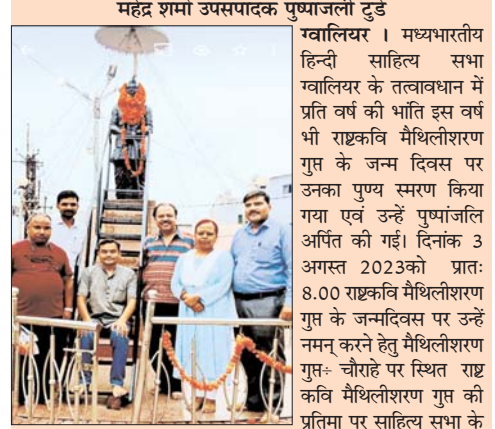 महेंद्र शर्मा उपसंपादक पुष्पांजली टुडे
ग्वालियर । मध्यभारतीय
हिन्दी साहित्य सभा
ग्वालियर के तत्वावधान में
प्रति वर्ष की भांति इस वर्ष
भी राष्टकवि मैथिलीशरण
गुप्त के जन्म दिवस पर
उनका पुण्य स्मरण किया
गया एवं उन्हें पुष्पांजलि
अर्पित की गई। दिनांक 3
अगस्त 2023को प्रातः
8.00 राष्टकवि मैथिलीशरण
गुप्त के जन्मदिवस पर उन्हें
नमन् करने हेतु मैथिलीशरण
गुप्त÷ चौराहे पर स्थित राष्ट
कवि मैथिलीशरण गुप्त की
प्रतिमा पर साहित्य सभा के